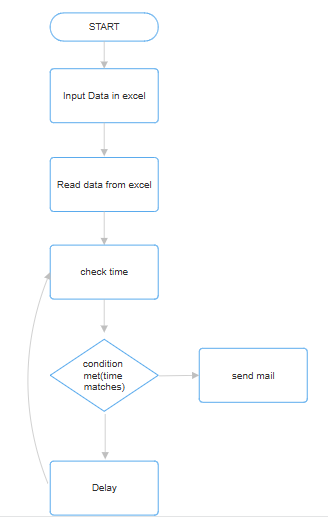 START
Input Data in excel
Read data from excel
check time
condition
met(time
matches)
send mail
Delay